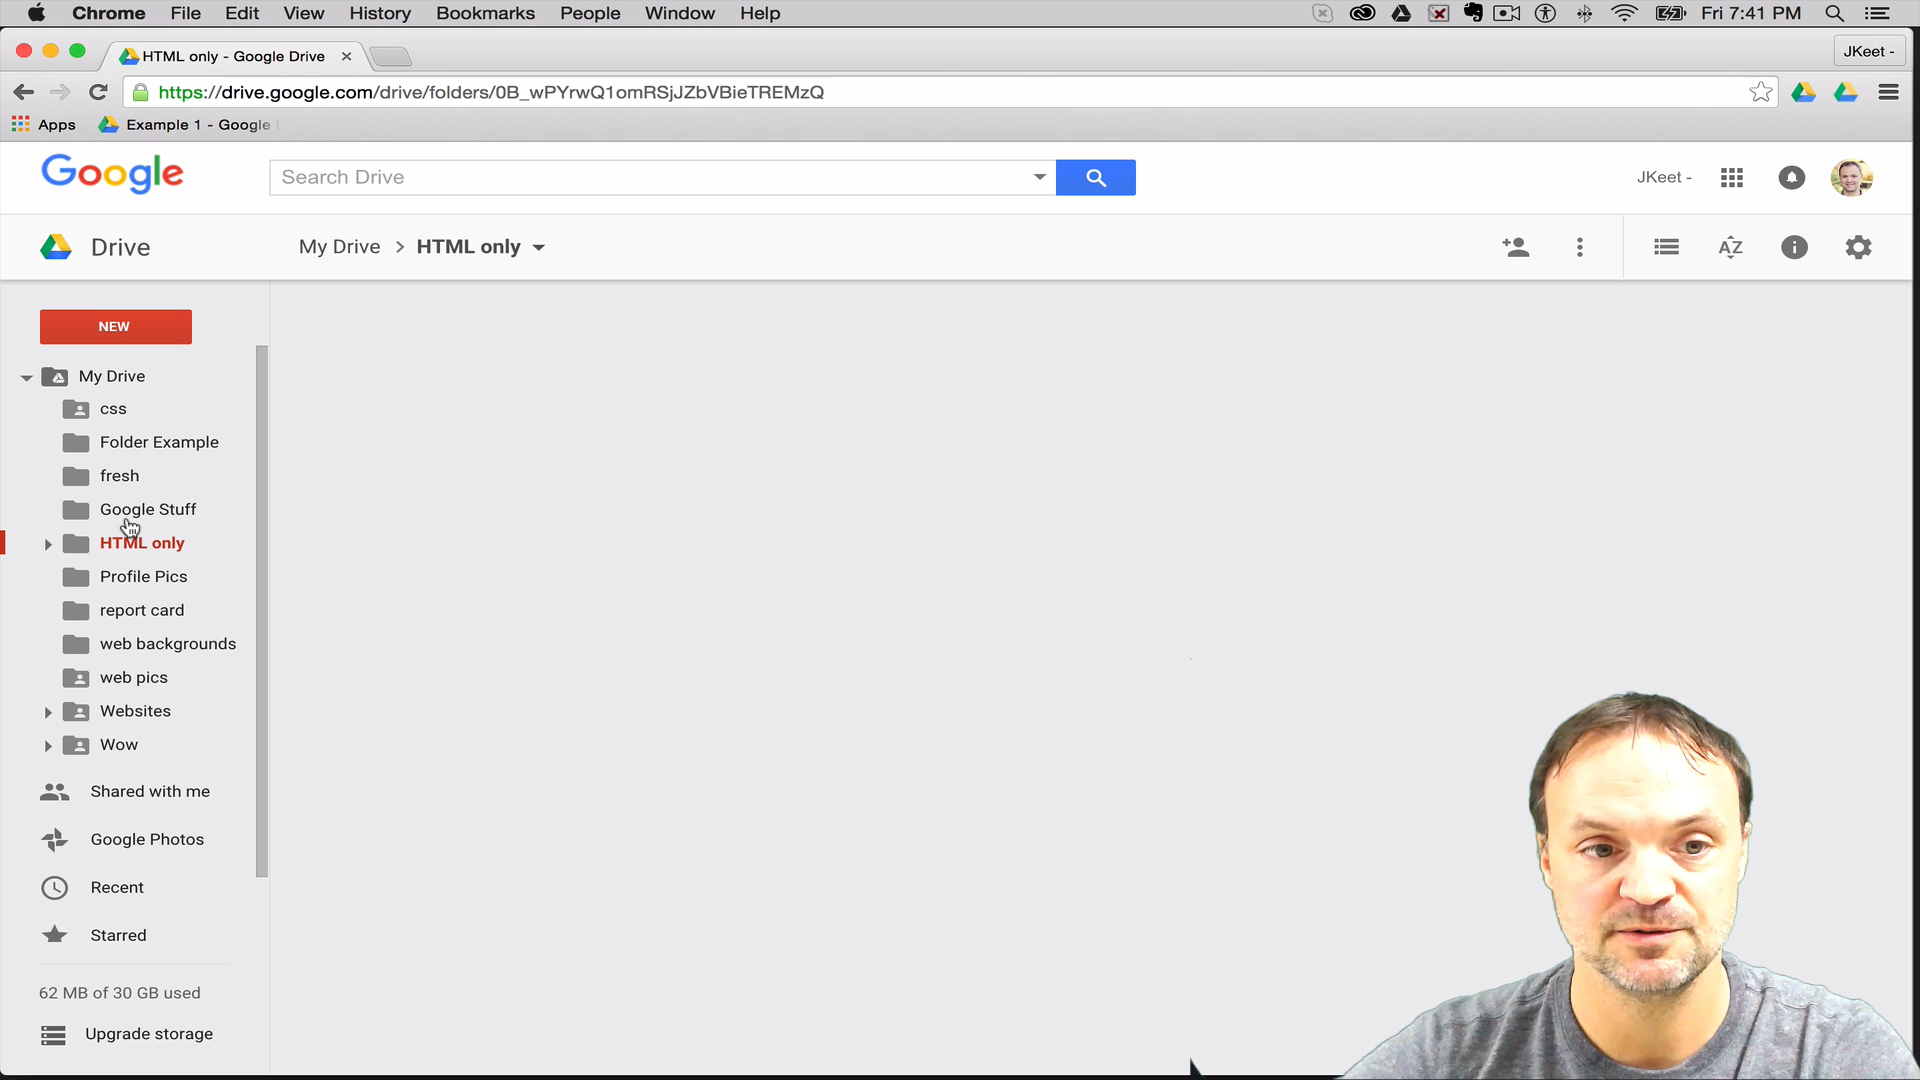 Chrome File Edit View History Bookmarks People Window Help Fri 7:41 PM
HTML only - Google Drive JKeet -
https://drive.google.com/drive/folders/0B_wPYrwQ1omRSjJZbVBieTREMzQ
Apps Example 1 - Google
Google Search Drive JKeet -
Drive My Drive > HTML only AZ
NEW
My Drive
css
Folder Example
fresh
Google Stuff
HTML only
Profile Pics
report card
web backgrounds
web pics
Websites
Wow
Shared with me
Google Photos
Recent
Starred
62 MB of 30 GB used
Upgrade storage